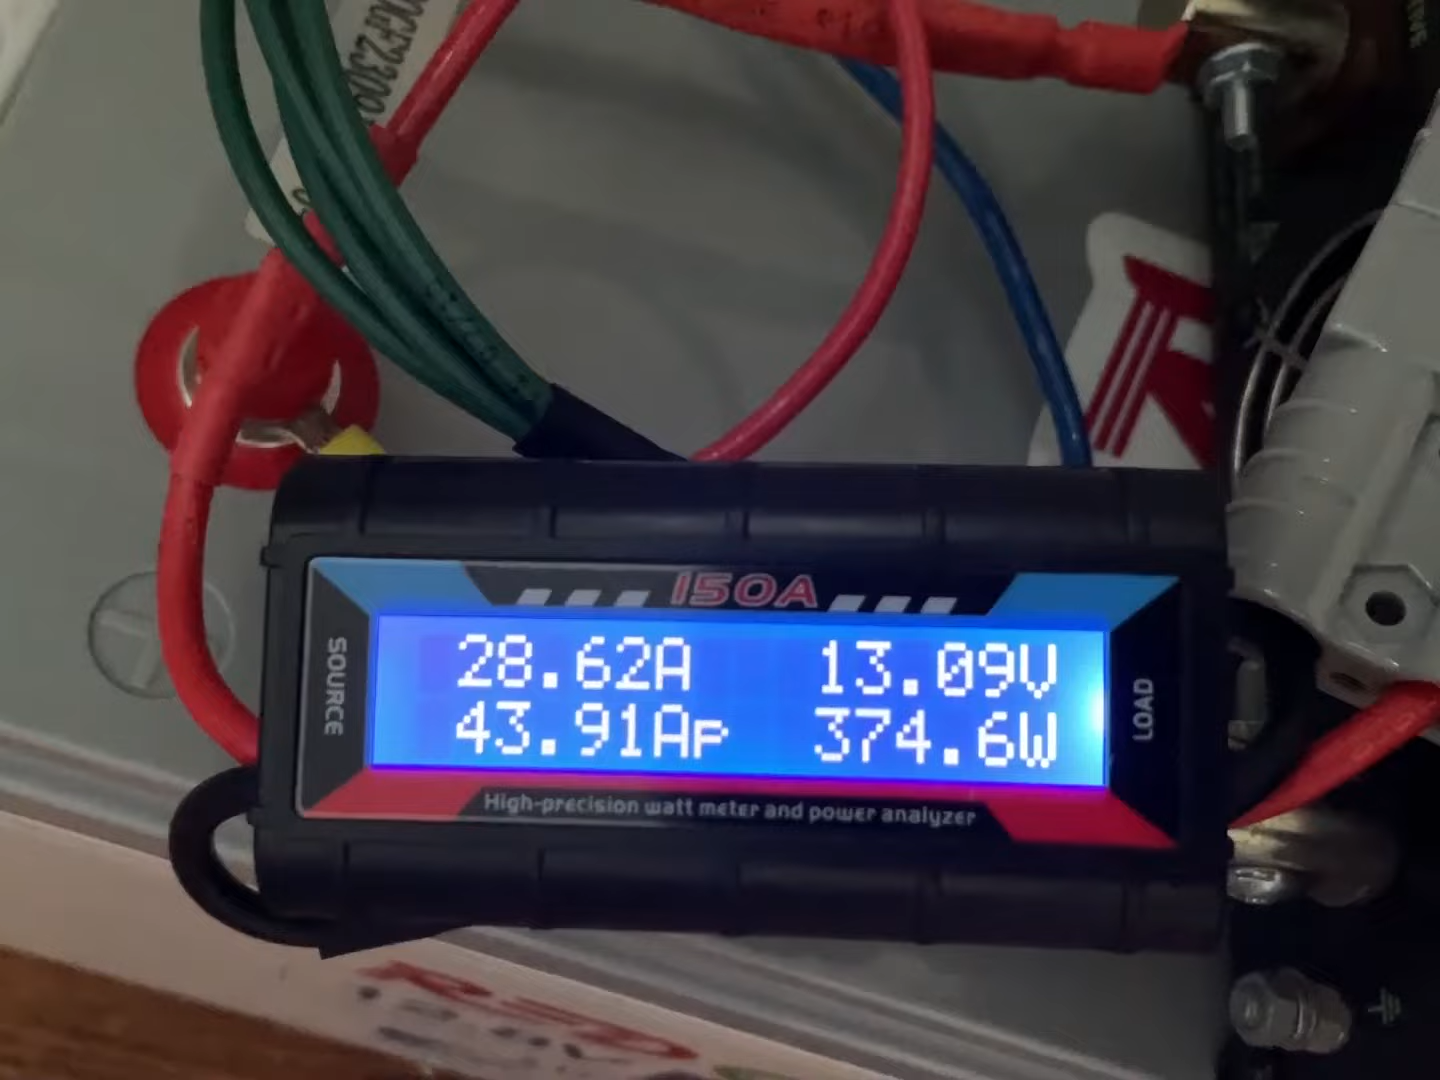 150A
SOURCE
28.62A 13.09V
43.91Ap 374.6W
LOAD
High-precision watt meter and power analyzer